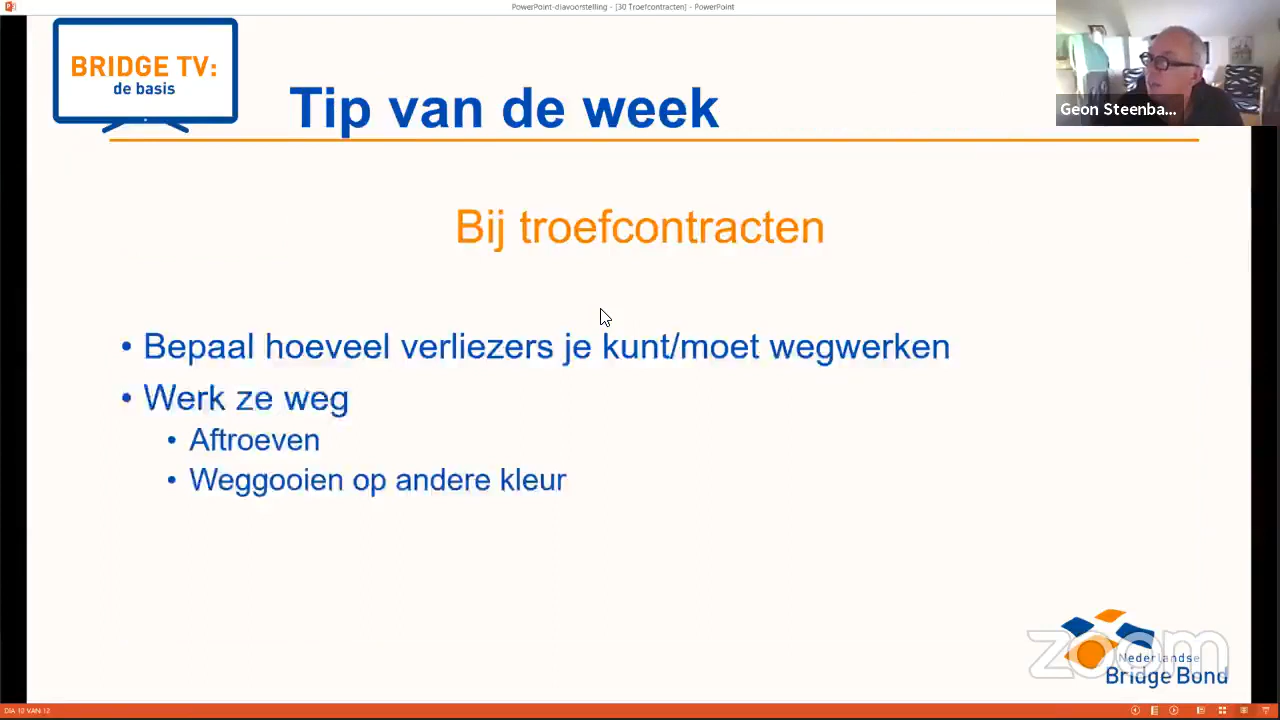 PowerPoint-diavoorstelling - [30 Troefcontracten] - PowerPoint
BRIDGE TV:
de basis
Tip van de week
Geon Steenba...
Bij troefcontracten
• Bepaal hoeveel verliezers je kunt/moet wegwerken
• Werk ze weg
• Aftroeven
• Weggooien op andere kleur
zoom
Nederlandse
Bridge Bond
DIA 12 VAN 12